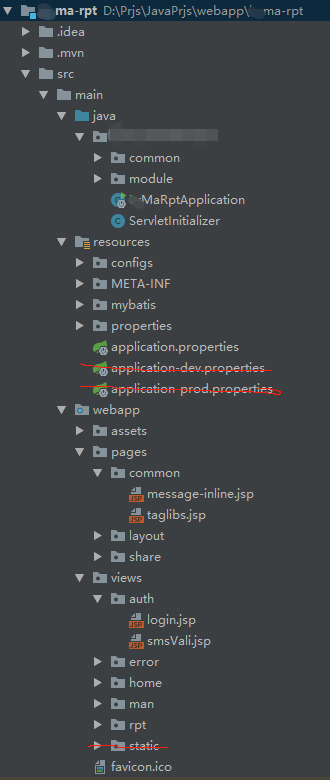 ma-rpt D:\Prjs\JavaPrjs\webapp\ ma-rpt
.idea
.mvn
src
main
java
common
module
MaRptApplication
ServletInitializer
resources
configs
META-INF
mybatis
properties
application.properties
application-dev.properties
application-prod.properties
webapp
assets
pages
common
message-inline.jsp
taglibs.jsp
layout
share
views
auth
login.jsp
smsVali.jsp
error
home
man
rpt
static
favicon.ico